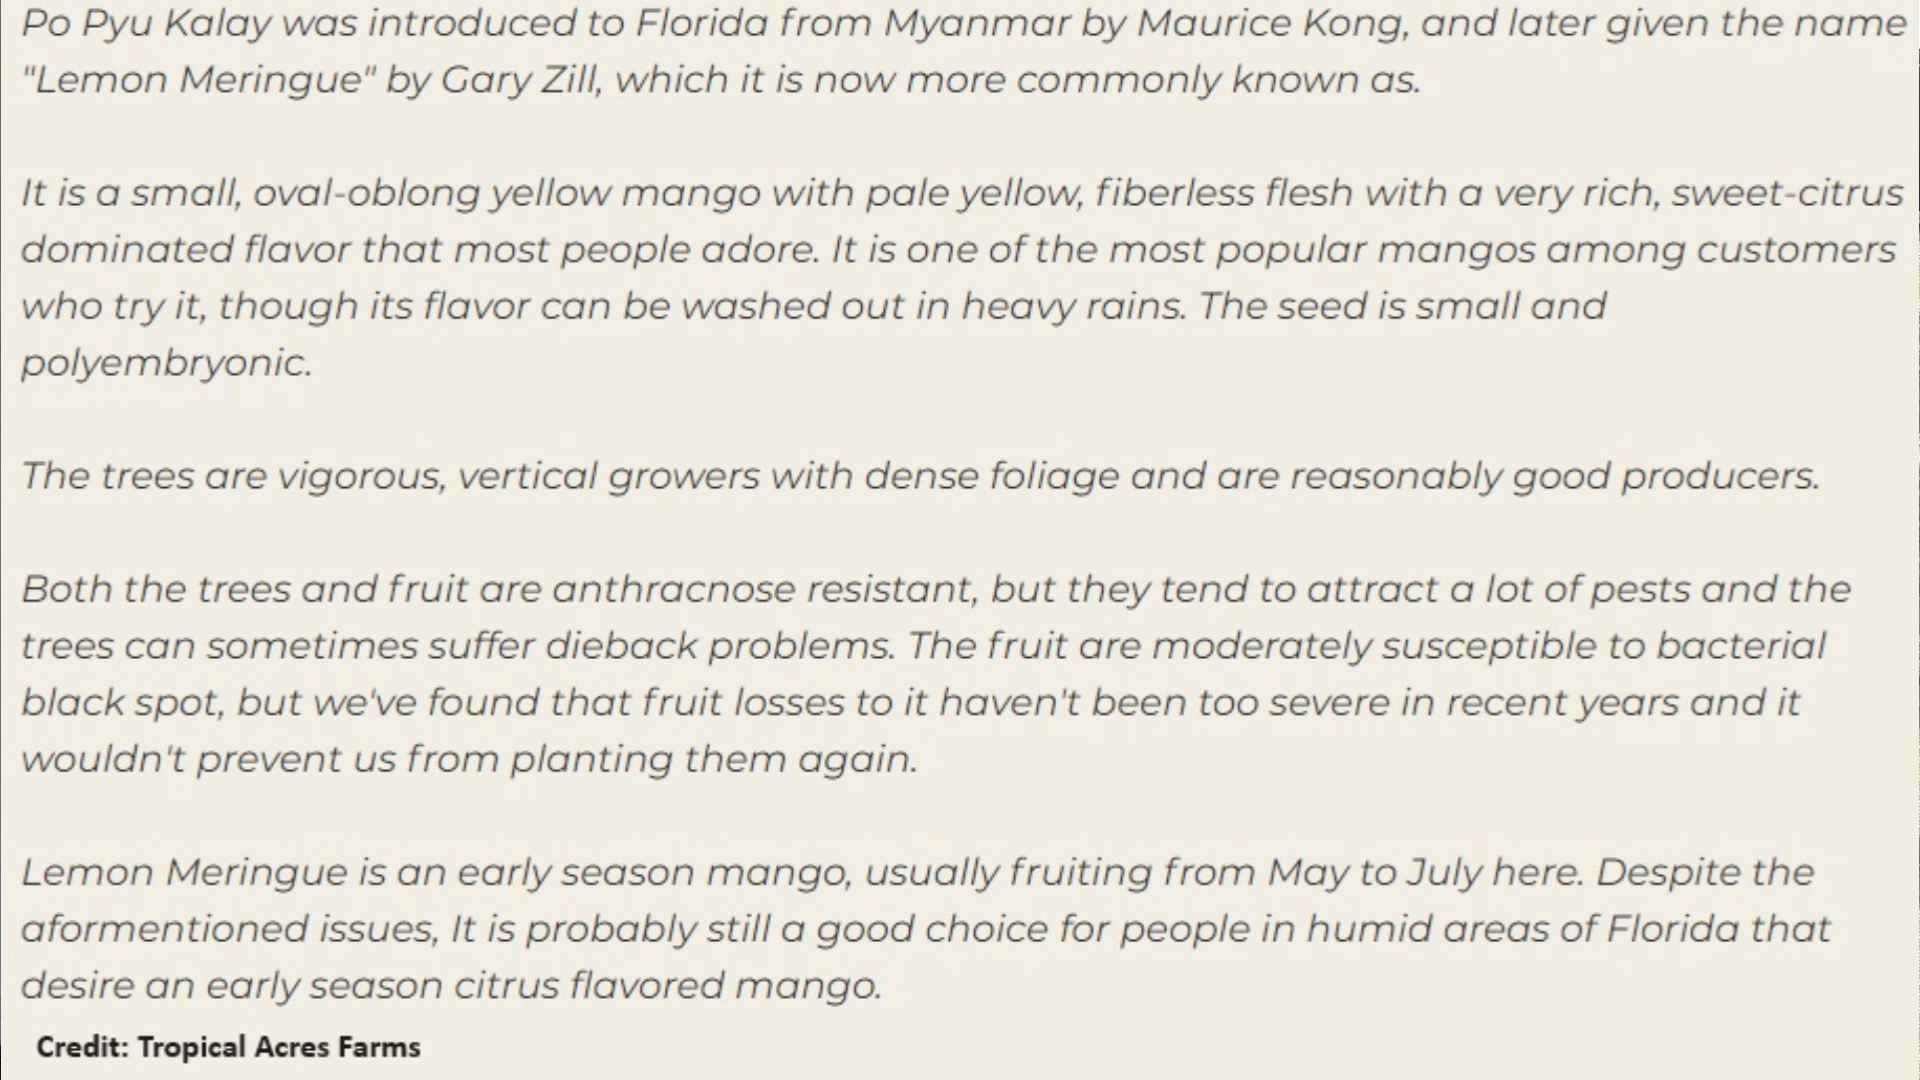 Po Pyu Kalay was introduced to Florida from Myanmar by Maurice Kong, and later given the name
"Lemon Meringue" by Gary Zill, which it is now more commonly known as.
It is a small, oval-oblong yellow mango with pale yellow, fiberless flesh with a very rich, sweet-citrus
dominated flavor that most people adore. It is one of the most popular mangos among customers
who try it, though its flavor can be washed out in heavy rains. The seed is small and
polyembryonic.
The trees are vigorous, vertical growers with dense foliage and are reasonably good producers.
Both the trees and fruit are anthracnose resistant, but they tend to attract a lot of pests and the
trees can sometimes suffer dieback problems. The fruit are moderately susceptible to bacterial
black spot, but we've found that fruit losses to it haven't been too severe in recent years and it
wouldn't prevent us from planting them again.
Lemon Meringue is an early season mango, usually fruiting from May to July here. Despite the
aformentioned issues, It is probably still a good choice for people in humid areas of Florida that
desire an early season citrus flavored mango.
Credit: Tropical Acres Farms